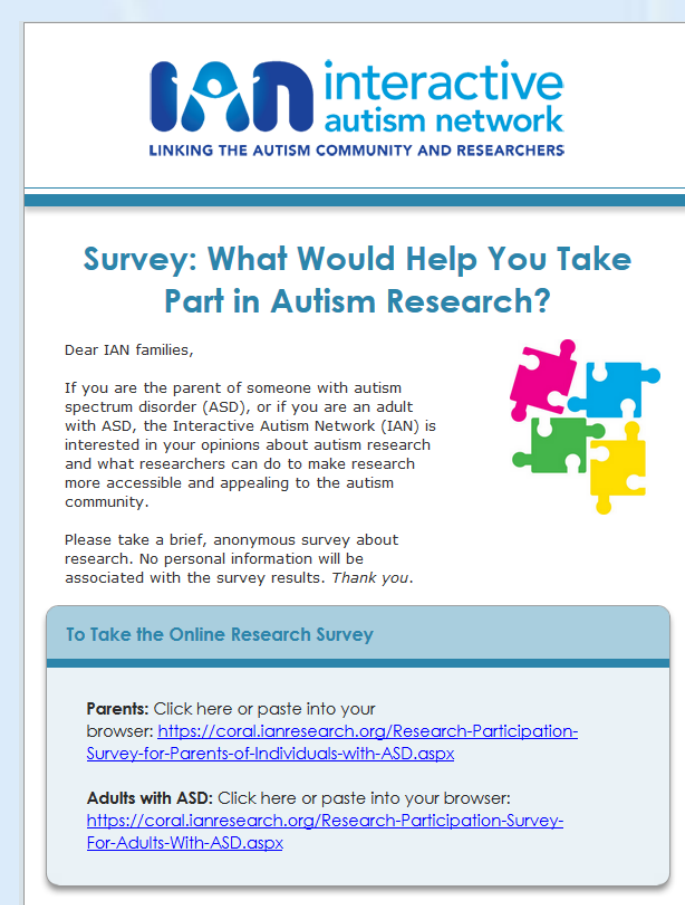 IAN interactive
autism network
LINKING THE AUTISM COMMUNITY AND RESEARCHERS
Survey: What Would Help You Take
Part in Autism Research?
Dear IAN families,
If you are the parent of someone with autism
spectrum disorder (ASD), or if you are an adult
with ASD, the Interactive Autism Network (IAN) is
interested in your opinions about autism research
and what researchers can do to make research
more accessible and appealing to the autism
community.
Please take a brief, anonymous survey about
research. No personal information will be
associated with the survey results. Thank you.
To Take the Online Research Survey
Parents: Click here or paste into your
browser: https://coral.ianresearch.org/Research-Participation-
Survey-for-Parents-of-Individuals-with-ASD.aspx
Adults with ASD: Click here or paste into your browser:
https://coral.ianresearch.org/Research-Participation-Survey-
For-Adults-With-ASD.aspx